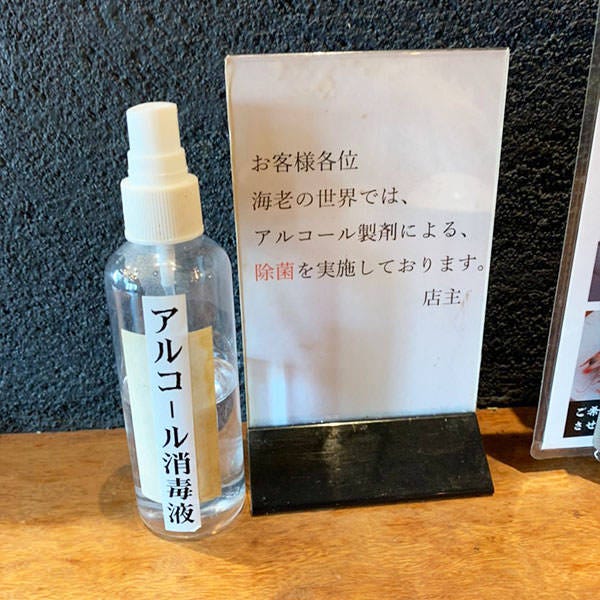 アルコール消毒液
お客様各位
海老の世界では、
アルコール製剤による、
除菌を実施しております。
店主